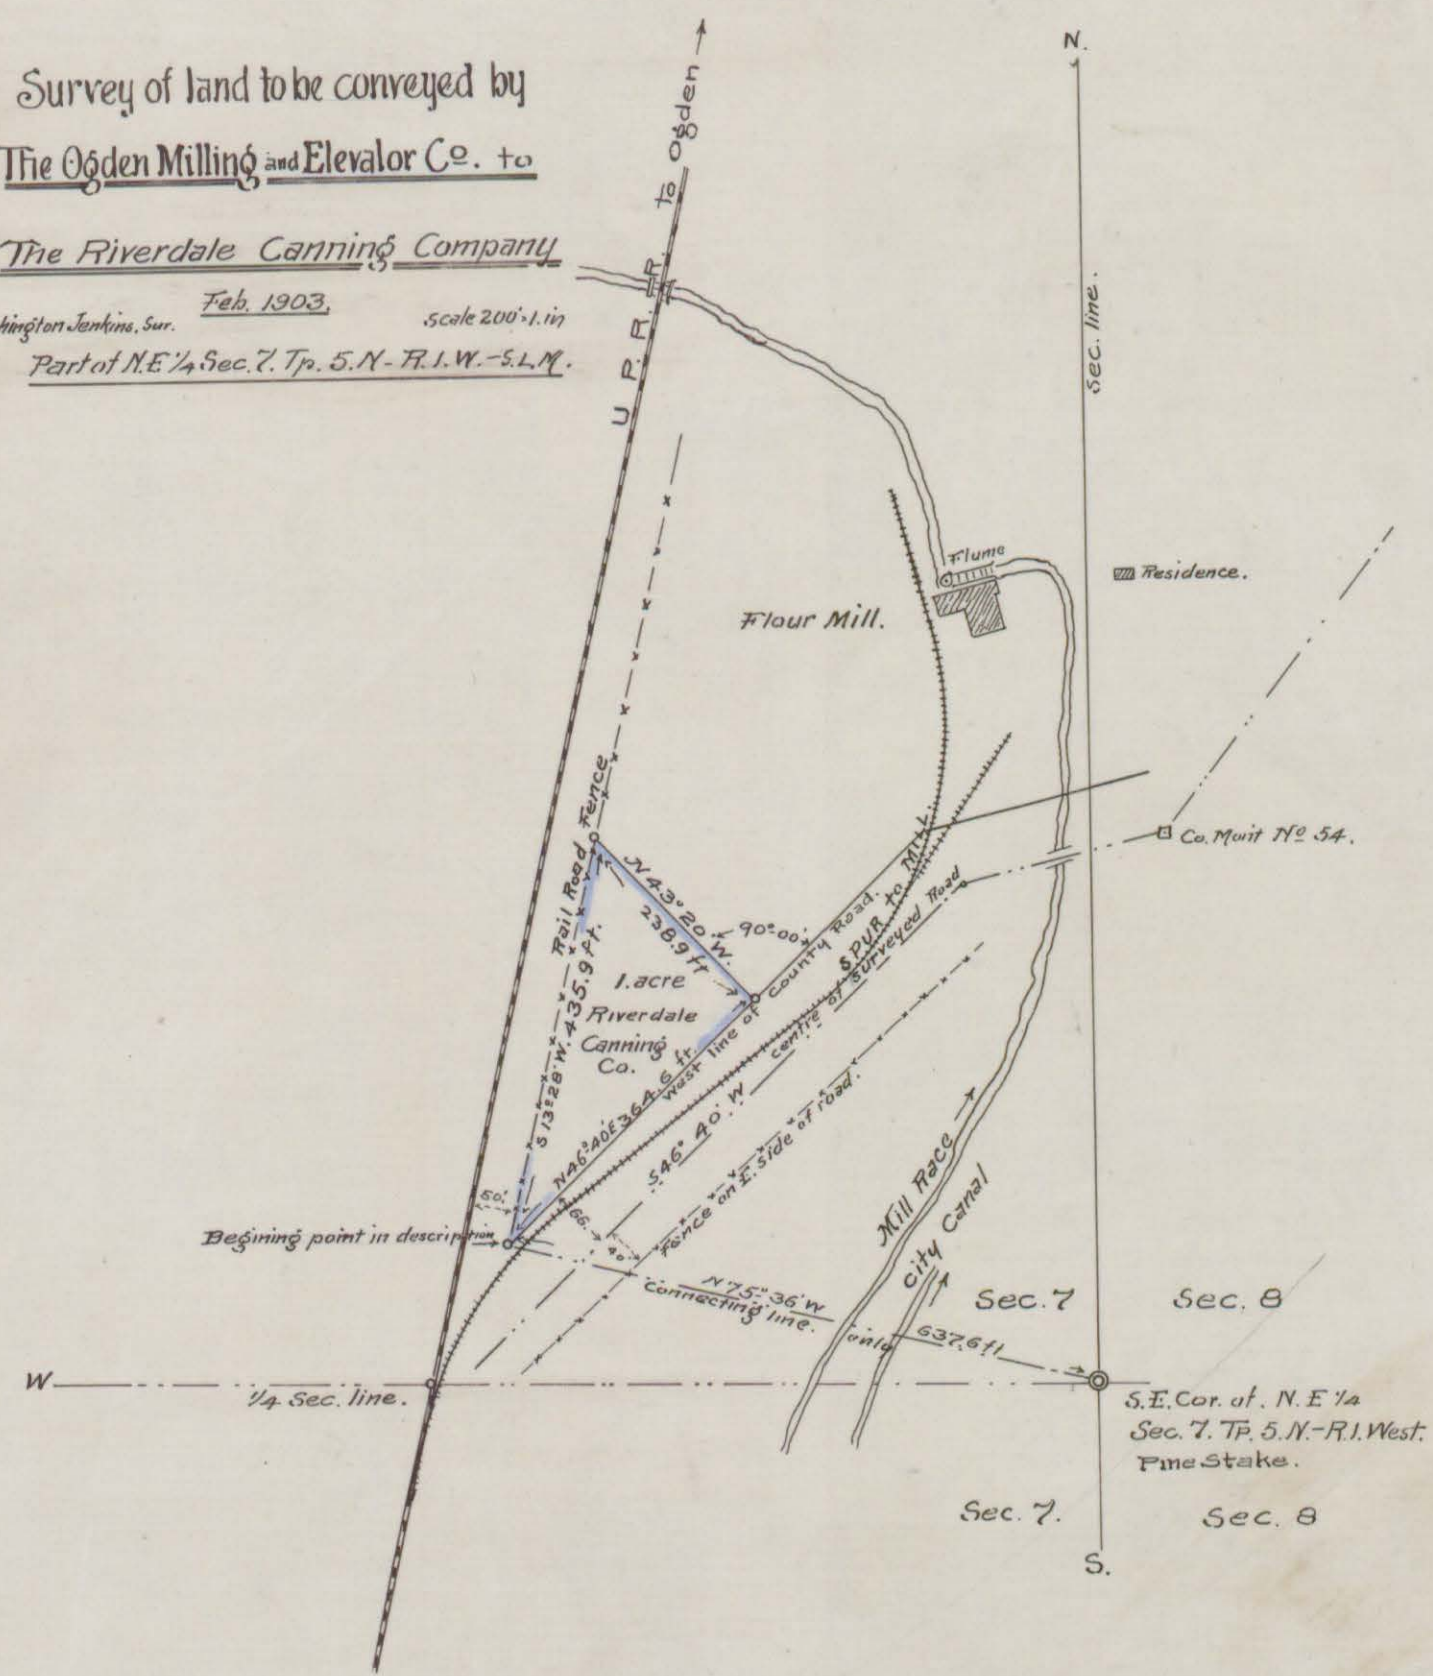 Survey of land to be conveyed by
The Ogden Milling and Elevator Co. to
The Riverdale Canning Company
Feb. 1903.
Jenkins, Sur.
scale 200'=1.in
Part of N.E 1/4 Sec. 7. Tp. 5. N- R. 1. W.-S.L.M.
N.
to Ogden
U. P. R. R.
Sec. line.
Flume
Residence.
Flour Mill.
Rail Road Fence
N 43° 20' W.
238.9 ft
90°00'
Co. Mon't No 54.
S 13° 28' W. 435.9 ft.
1. acre
Riverdale
Canning
Co.
N 46° 40' E 364.6 ft.
West line of County Road.
SPUR to MILL.
centre of surveyed Road
S 46° 40' W
Fence on E. side of road.
50'
66.
40
Begining point in description
N 75° 36' W
Connecting line. only
637.6 ft
Mill Race
City Canal
Sec. 7
Sec. 8
W
1/4 Sec. line.
S.E. Cor. of. N. E 1/4
Sec. 7. Tp. 5. N.-R. 1. West.
Pine Stake.
Sec. 7.
Sec. 8
S.